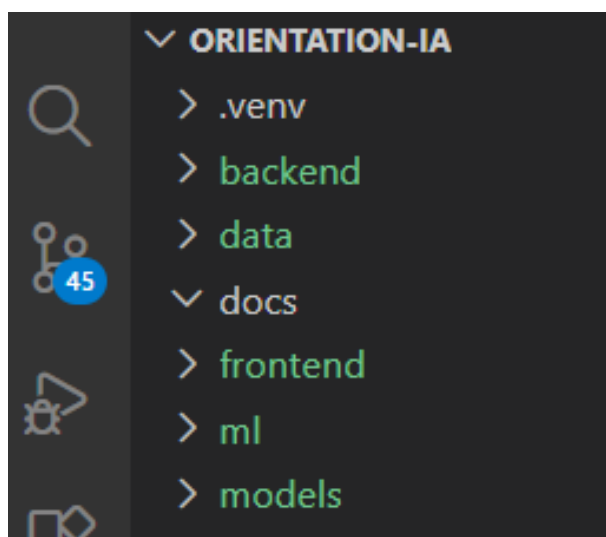 ORIENTATION-IA
.venv
backend
data
45
docs
frontend
ml
models